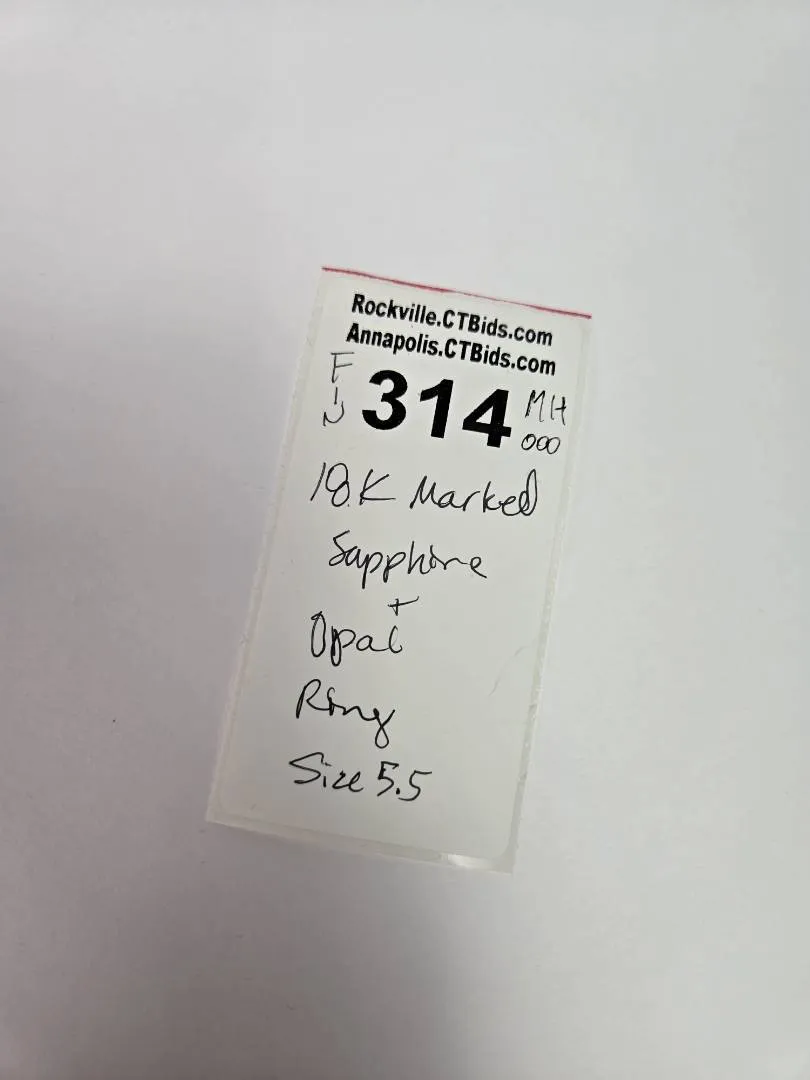 Rockville.CTBids.com
Annapolis.CTBids.com
314 MH
000
18K Marked
Sapphire
+
Opal
Ring
Size 5.5